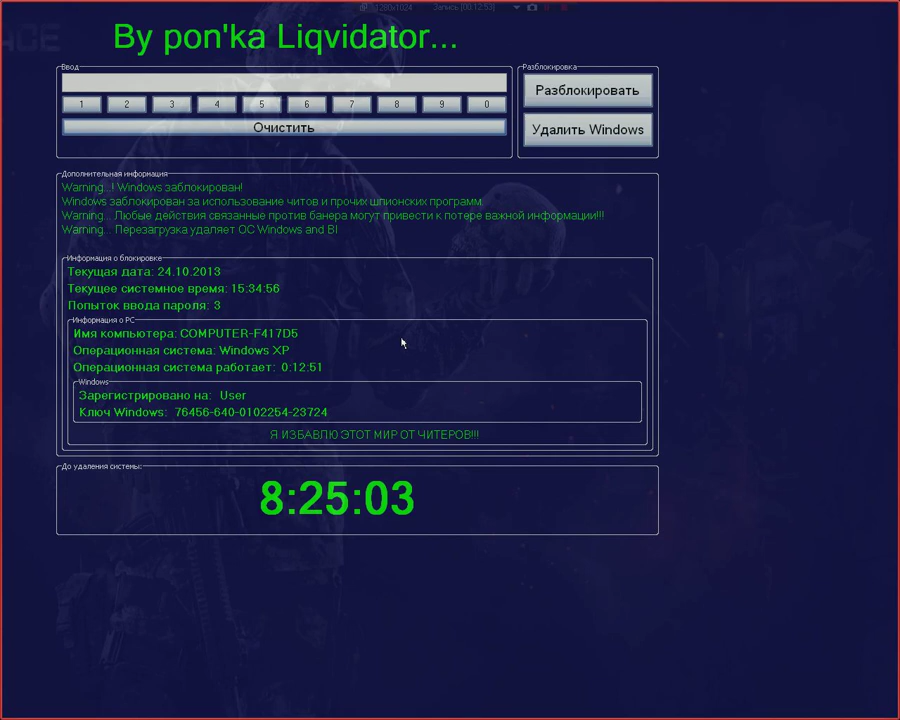 1280x1024 Запись [00:12:53]
By pon'ka Liqvidator...
Ввод
Разблокировка
1 2 3 4 5 6 7 8 9 0
Разблокировать
Очистить
Удалить Windows
Дополнительная информация
Warning...! Windows заблокирован!
Windows заблокирован за использование читов и прочих шпионских программ.
Warning... Любые действия связанные против банера могут привести к потере важной информации!!!
Warning... Перезагрузка удаляет ОС Windows and BI
Информация о блокировке
Текущая дата: 24.10.2013
Текущее системное время: 15:34:56
Попыток ввода пароля: 3
Информация о PC
Имя компьютера: COMPUTER-F417D5
Операционная система: Windows XP
Операционная система работает: 0:12:51
Windows
Зарегистрировано на: User
Ключ Windows: 76456-640-0102254-23724
Я ИЗБАВЛЮ ЭТОТ МИР ОТ ЧИТЕРОВ!!!
До удаления системы:
8:25:03